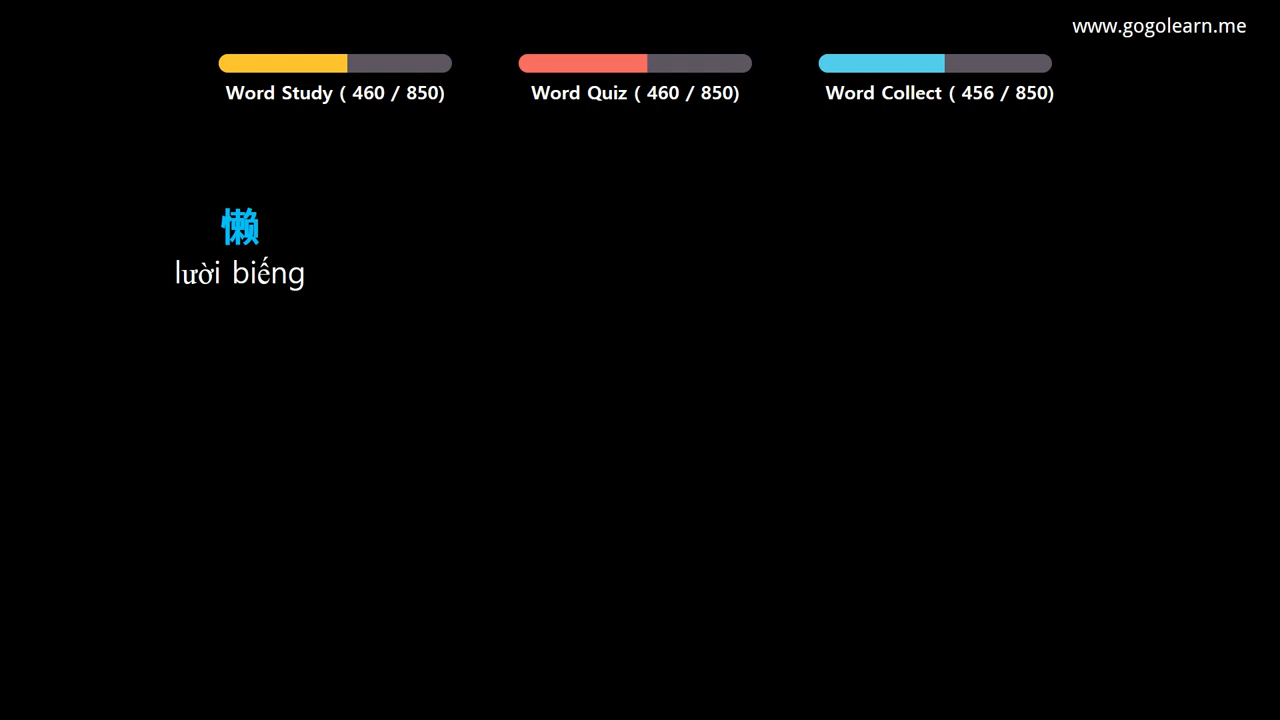 www.gogolearn.me
Word Study ( 460 / 850)
Word Quiz ( 460 / 850)
Word Collect ( 456 / 850)
懒
lười biếng